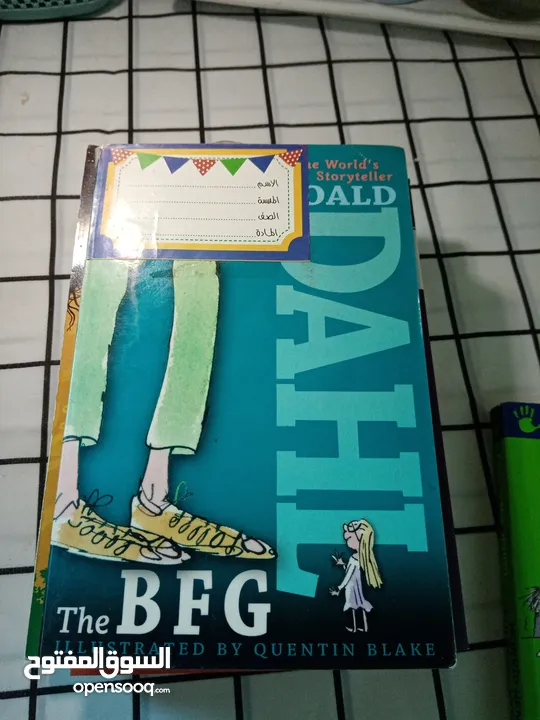 الاسم
المدرسة
الصف
المادة
he World's
Storyteller
OALD
DAHL
The BFG
ILLUSTRATED BY QUENTIN BLAKE
السوق المفتوح
opensooq.com